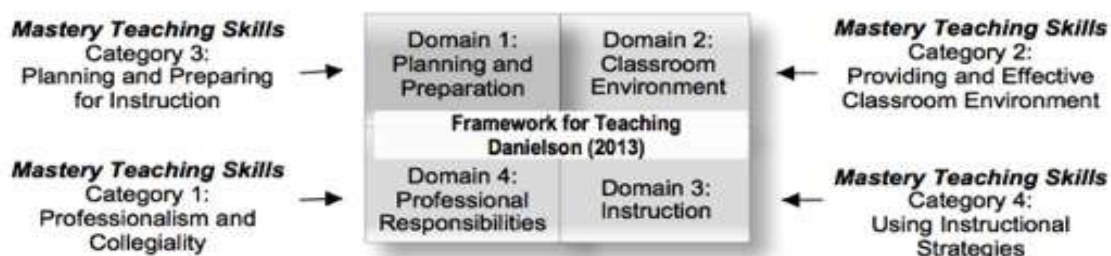 Mastery Teaching Skills
Category 3:
Planning and Preparing
for Instruction
Domain 1:
Planning and
Preparation
Domain 2:
Classroom
Environment
Mastery Teaching Skills
Category 2:
Providing and Effective
Classroom Environment
Framework for Teaching
Danielson (2013)
Mastery Teaching Skills
Category 1:
Professionalism and
Collegiality
Domain 4:
Professional
Responsibilities
Domain 3:
Instruction
Mastery Teaching Skills
Category 4:
Using Instructional
Strategies